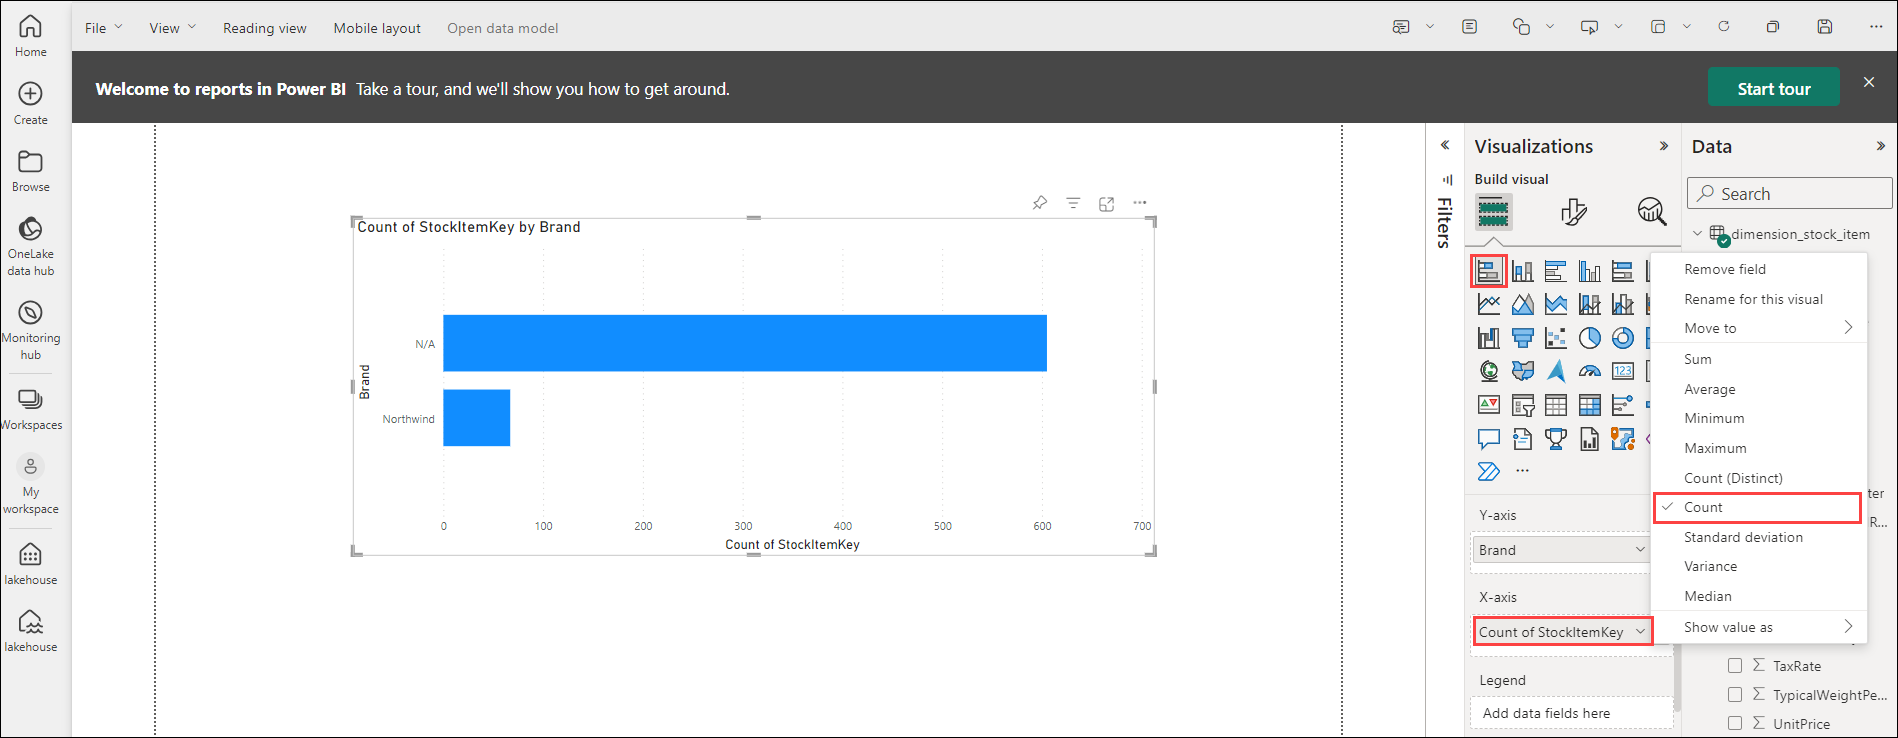 File
View
Reading view
Mobile layout
Open data model
Home
Create
Browse
OneLake
data hub
Monitoring
hub
Workspaces
My
workspace
lakehouse
lakehouse
Welcome to reports in Power BI Take a tour, and we'll show you how to get around.
Start tour
Count of StockItemKey by Brand
Brand
N/A
Northwind
0 100 200 300 400 500 600 700
Count of StockItemKey
Filters
Visualizations
Build visual
123
Y-axis
Brand
X-axis
Count of StockItemKey
Legend
Add data fields here
Remove field
Rename for this visual
Move to
Sum
Average
Minimum
Maximum
Count (Distinct)
Count
Standard deviation
Variance
Median
Show value as
Data
Search
dimension_stock_item
ter
R...
TaxRate
TypicalWeightPe...
UnitPrice